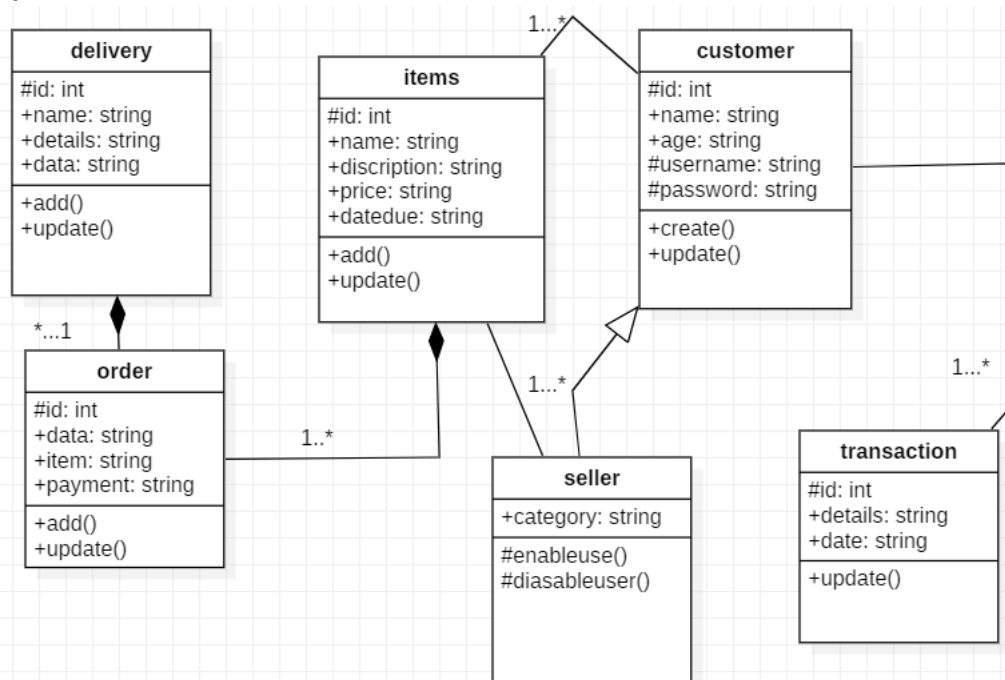 delivery
#id: int
+name: string
+details: string
+data: string
+add()
+update()
*...1
order
#id: int
+data: string
+item: string
+payment: string
+add()
+update()
1..*
items
#id: int
+name: string
+discription: string
+price: string
+datedue: string
+add()
+update()
1...*
customer
#id: int
+name: string
+age: string
#username: string
#password: string
+create()
+update()
1...*
seller
+category: string
#enableuse()
#diasableuser()
1...*
transaction
#id: int
+details: string
+date: string
+update()